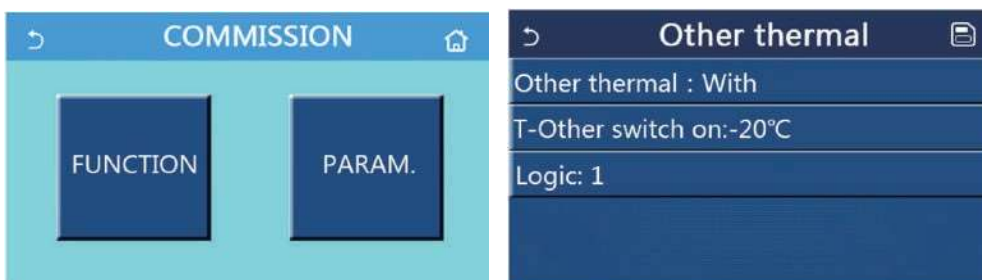 COMMISSION
FUNCTION
PARAM.
Other thermal
Other thermal : With
T-Other switch on:-20℃
Logic: 1